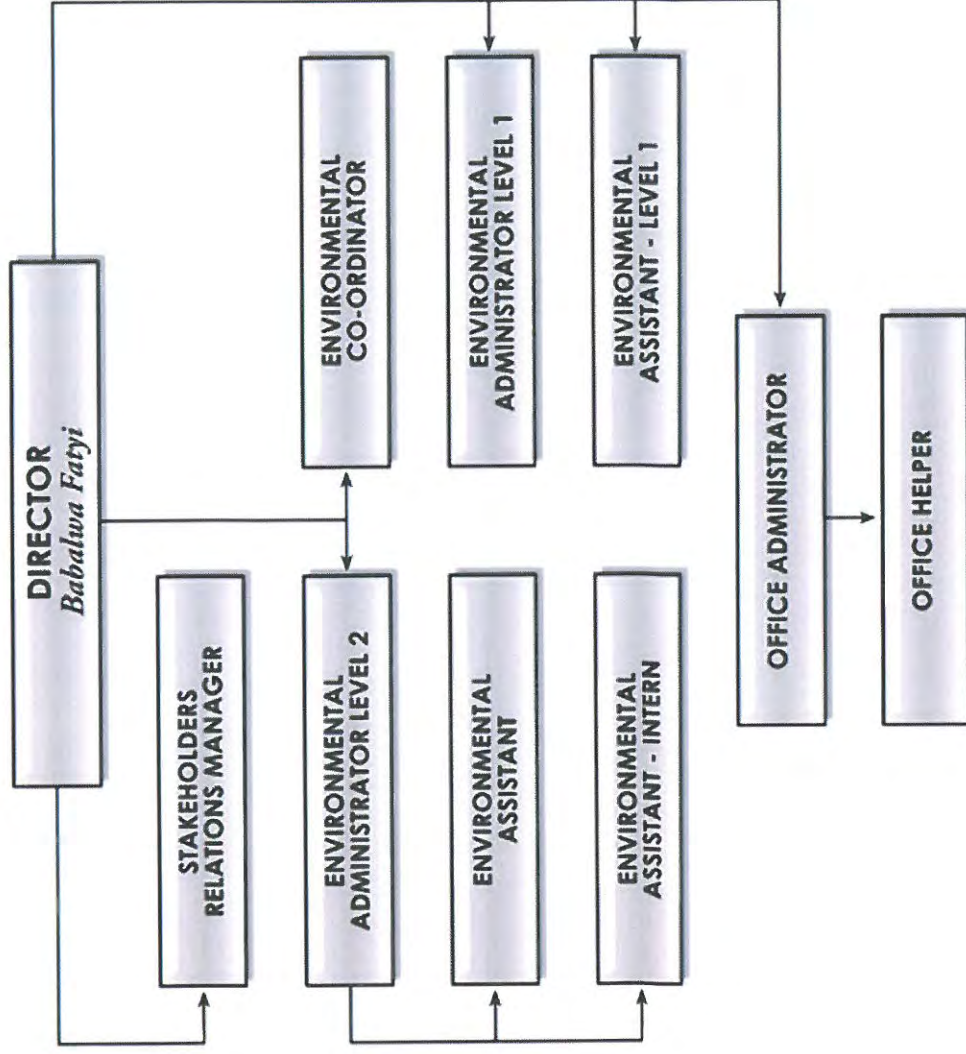 DIRECTOR
Babalwa Fatyi
STAKEHOLDERS
RELATIONS MANAGER
ENVIRONMENTAL
ADMINISTRATOR LEVEL 2
ENVIRONMENTAL
CO-ORDINATOR
ENVIRONMENTAL
ASSISTANT
ENVIRONMENTAL
ADMINISTRATOR LEVEL 1
ENVIRONMENTAL
ASSISTANT - INTERN
ENVIRONMENTAL
ASSISTANT - LEVEL 1
OFFICE ADMINISTRATOR
OFFICE HELPER